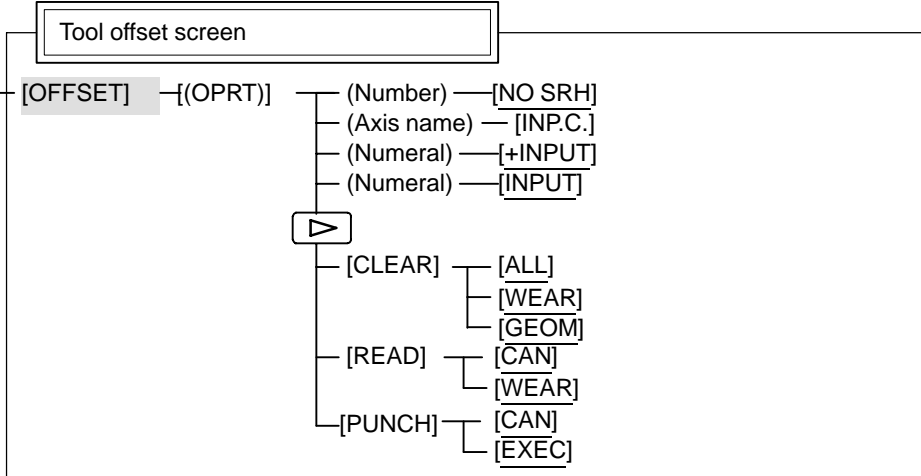 Tool offset screen
[OFFSET] [(OPRT)] (Number) [NO SRH]
(Axis name) [INP.C.]
(Numeral) [+INPUT]
(Numeral) [INPUT]
[CLEAR] [ALL]
[WEAR]
[GEOM]
[READ] [CAN]
[WEAR]
[PUNCH] [CAN]
[EXEC]